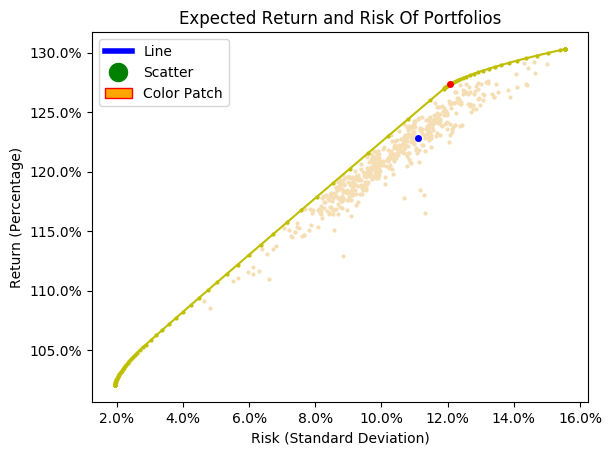 Expected Return and Risk Of Portfolios
Line
Scatter
Color Patch
Return (Percentage)
130.0%
125.0%
120.0%
115.0%
110.0%
105.0%
2.0% 4.0% 6.0% 8.0% 10.0% 12.0% 14.0% 16.0%
Risk (Standard Deviation)